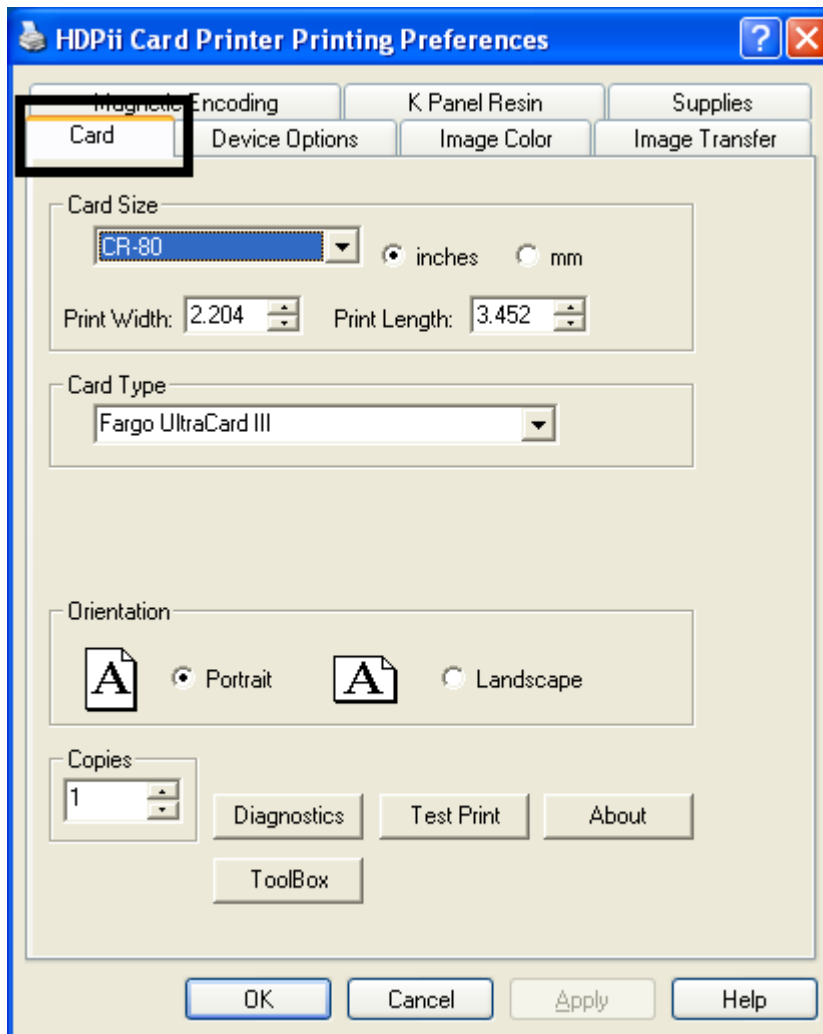 HDPii Card Printer Printing Preferences
Magnetic Encoding K Panel Resin Supplies
Card Device Options Image Color Image Transfer
Card Size
CR-80 inches mm
Print Width: 2.204 Print Length: 3.452
Card Type
Fargo UltraCard III
Orientation
A Portrait A Landscape
Copies
1 Diagnostics Test Print About
ToolBox
OK Cancel Apply Help